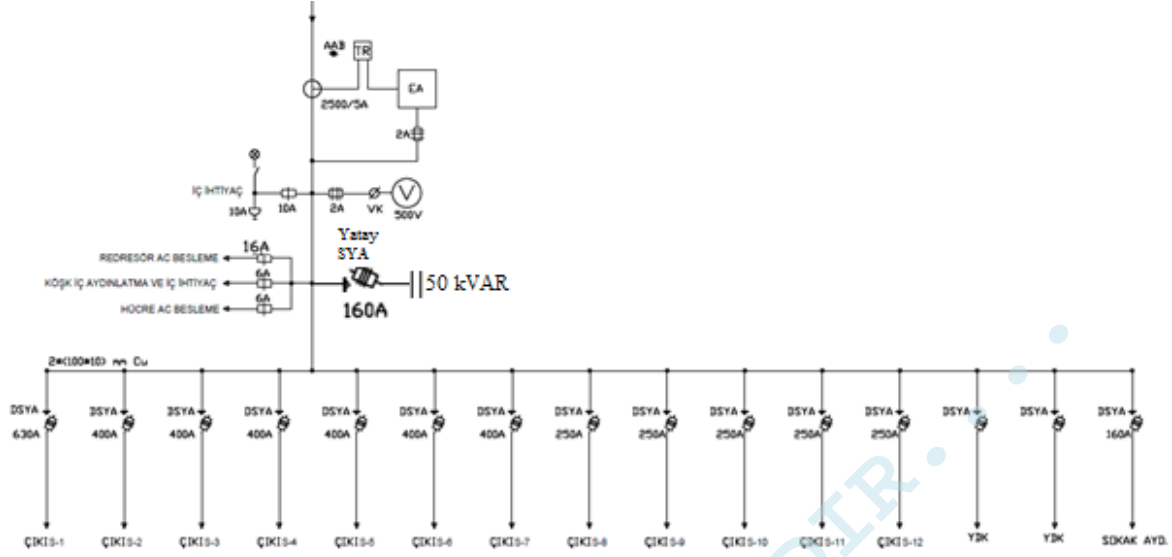 AAB
TR
EA
2500/5A
2A
İÇ İHTİYAÇ
10A
10A
2A
VK
V
500V
Yatay
SYA
16A
REDRESÖR AC BESLEME
6A
KÖŞK İÇ AYDINLATMA VE İÇ İHTİYAÇ
50 kVAR
6A
HÜCRE AC BESLEME
160A
2*(100*10) mm Cu
DSYA DSYA DSYA DSYA DSYA DSYA DSYA DSYA DSYA DSYA DSYA DSYA DSYA DSYA DSYA
630A 400A 400A 400A 400A 400A 400A 250A 250A 250A 250A 250A 160A
ÇIKIS-1 ÇIKIS-2 ÇIKIS-3 ÇIKIS-4 ÇIKIS-5 ÇIKIS-6 ÇIKIS-7 ÇIKIS-8 ÇIKIS-9 ÇIKIS-10 ÇIKIS-11 ÇIKIS-12 YDK YDK SOKAK AYD.
DIR...